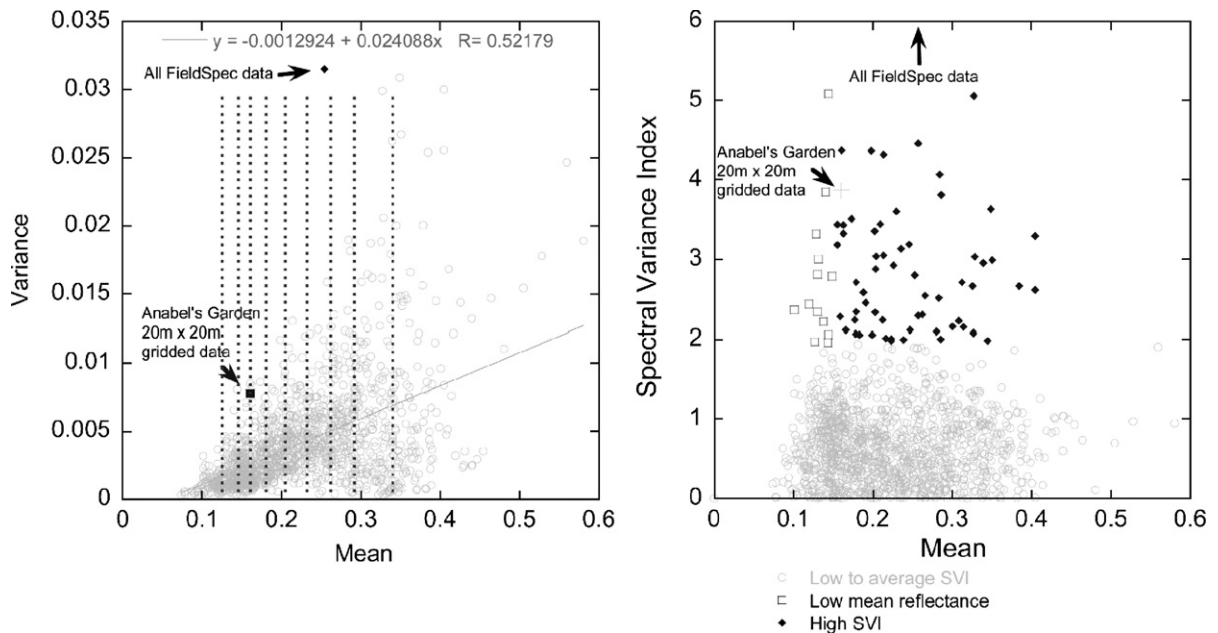 0.035
0.03
0.025
0.02
0.015
0.01
0.005
0
Variance
y = -0.0012924 + 0.024088x R= 0.52179
All FieldSpec data
Anabel's Garden
20m x 20m
gridded data
0 0.1 0.2 0.3 0.4 0.5 0.6
Mean
6
5
4
3
2
1
0
Spectral Variance Index
All FieldSpec data
Anabel's Garden
20m x 20m
gridded data
0 0.1 0.2 0.3 0.4 0.5 0.6
Mean
Low to average SVI
Low mean reflectance
High SVI